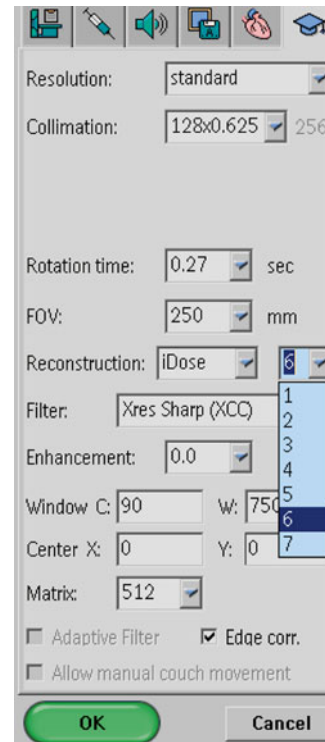 Resolution: standard
Collimation: 128x0.625 256
Rotation time: 0.27 sec
FOV: 250 mm
Reconstruction: iDose 6
1
Filter: Xres Sharp (XCC)
2
3
Enhancement: 0.0
4
5
Window C: 90 W: 750
6
Center X: 0 Y: 0
7
Matrix: 512
Adaptive Filter Edge corr.
Allow manual couch movement
OK Cancel